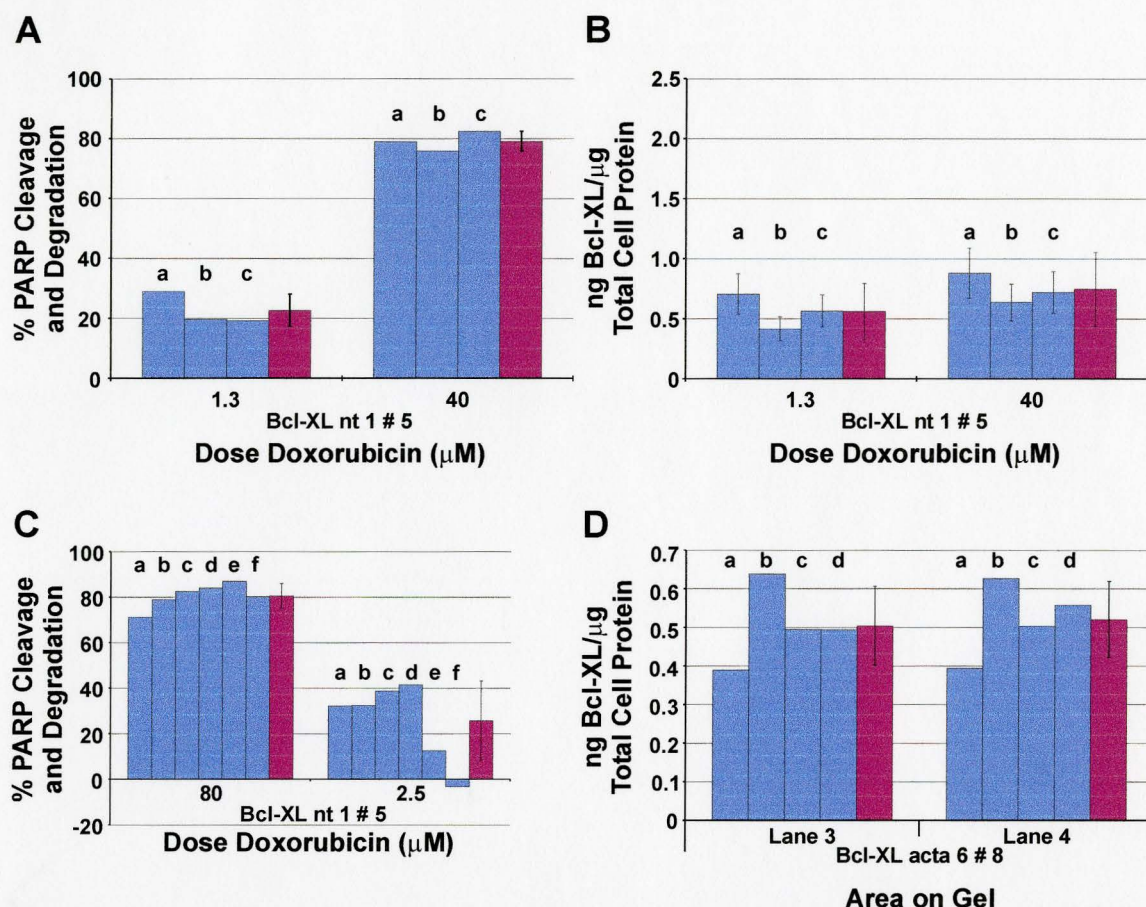 A
% PARP Cleavage
and Degradation
100
80
60
40
20
0
a b c
a b c
1.3
40
Bcl-XL nt 1 # 5
Dose Doxorubicin (μM)
B
ng Bcl-XL/μg
Total Cell Protein
2.5
2.0
1.5
1.0
0.5
0
a b c
a b c
1.3
40
Bcl-XL nt 1 # 5
Dose Doxorubicin (μM)
C
% PARP Cleavage
and Degradation
100
80
60
40
20
0
-20
a b c d e f
a b c d e f
80
2.5
Bcl-XL nt 1 # 5
Dose Doxorubicin (μM)
D
ng Bcl-XL/μg
Total Cell Protein
0.7
0.6
0.5
0.4
0.3
0.2
0.1
0
a b c d
a b c d
Lane 3
Lane 4
Bcl-XL acta 6 # 8
Area on Gel